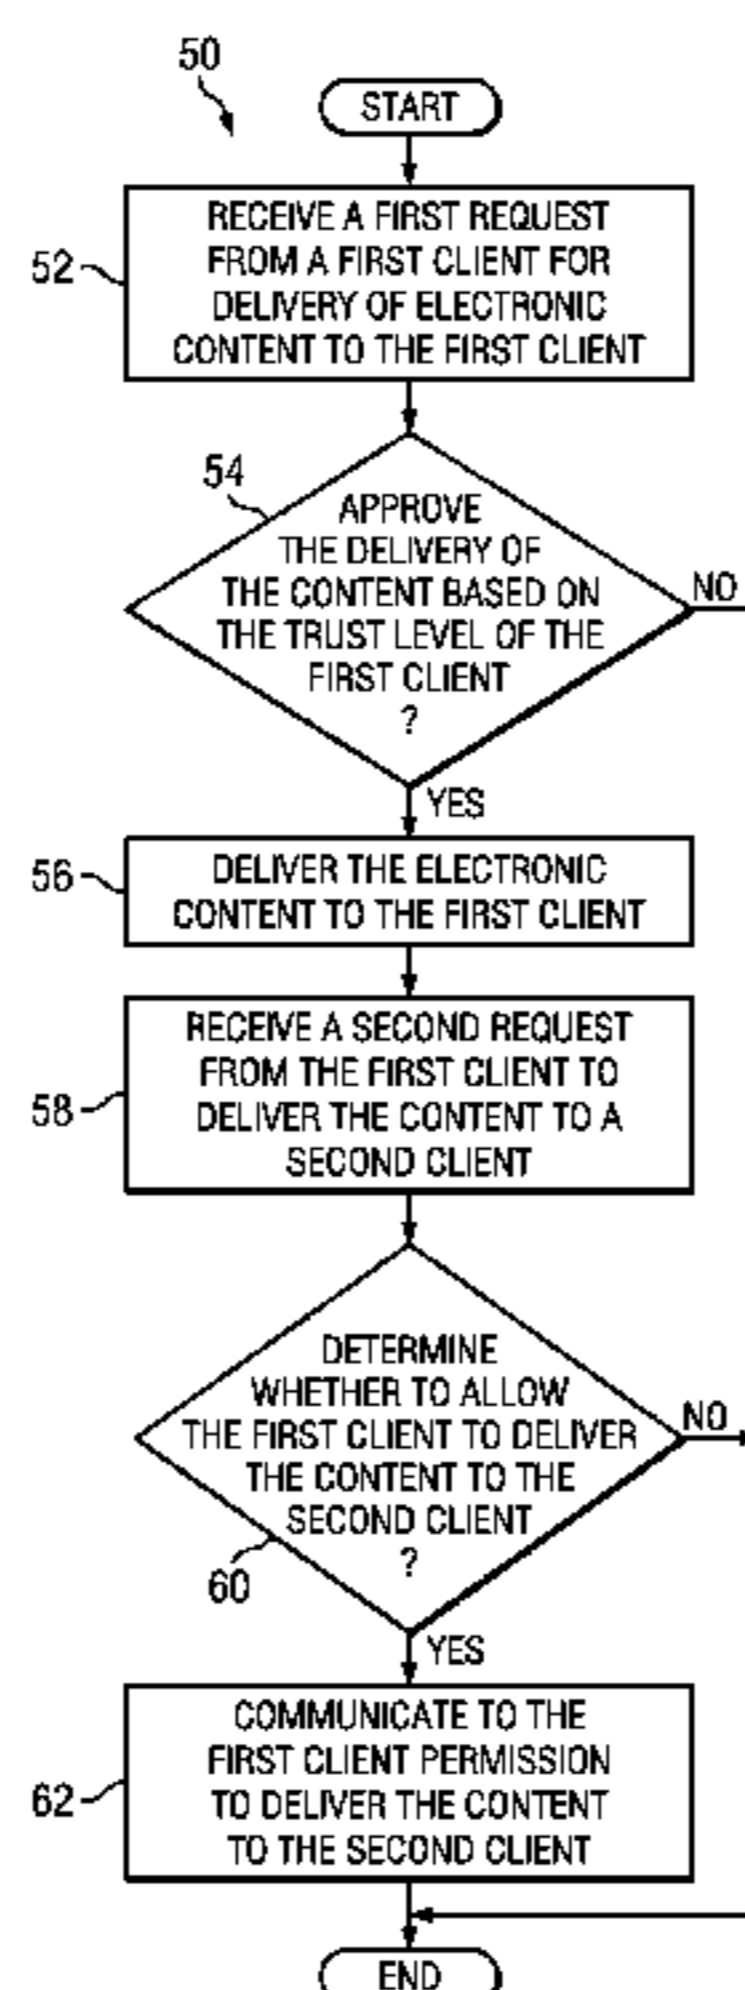 50
START
52
RECEIVE A FIRST REQUEST
FROM A FIRST CLIENT FOR
DELIVERY OF ELECTRONIC
CONTENT TO THE FIRST CLIENT
54
APPROVE
THE DELIVERY OF
THE CONTENT BASED ON
THE TRUST LEVEL OF THE
FIRST CLIENT
?
NO
YES
56
DELIVER THE ELECTRONIC
CONTENT TO THE FIRST CLIENT
58
RECEIVE A SECOND REQUEST
FROM THE FIRST CLIENT TO
DELIVER THE CONTENT TO A
SECOND CLIENT
DETERMINE
WHETHER TO ALLOW
THE FIRST CLIENT TO DELIVER
THE CONTENT TO THE
SECOND CLIENT
?
NO
60
YES
62
COMMUNICATE TO THE
FIRST CLIENT PERMISSION
TO DELIVER THE CONTENT
TO THE SECOND CLIENT
END